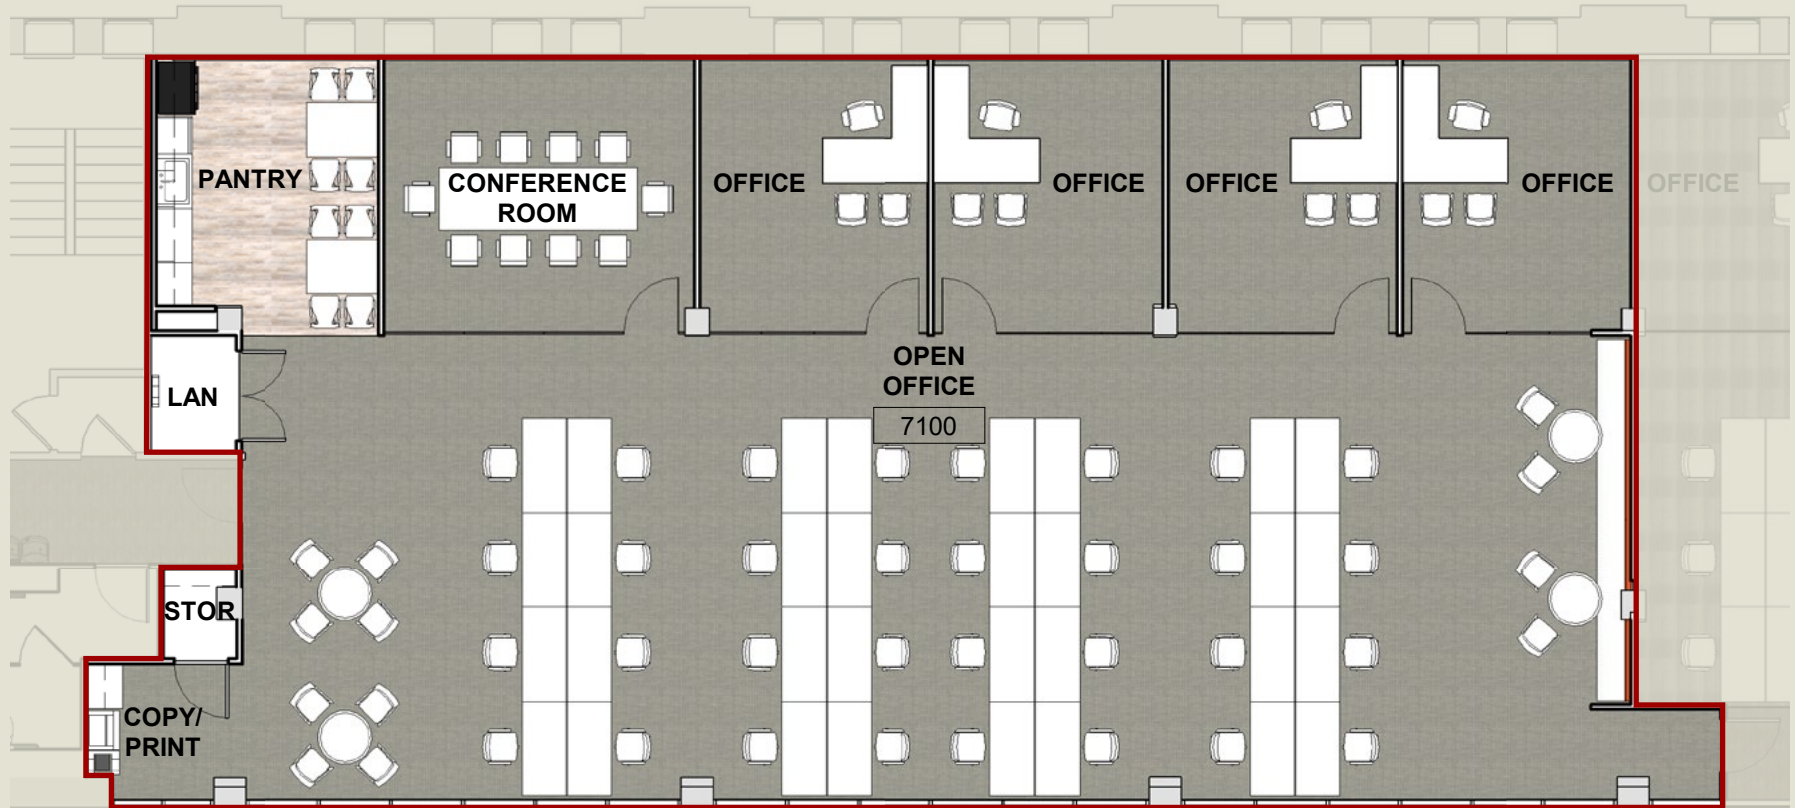 PANTRY
CONFERENCE
ROOM
OFFICE
OFFICE
OFFICE
OFFICE
OFFICE
OPEN
OFFICE
7100
LAN
STOR
COPY/
PRINT